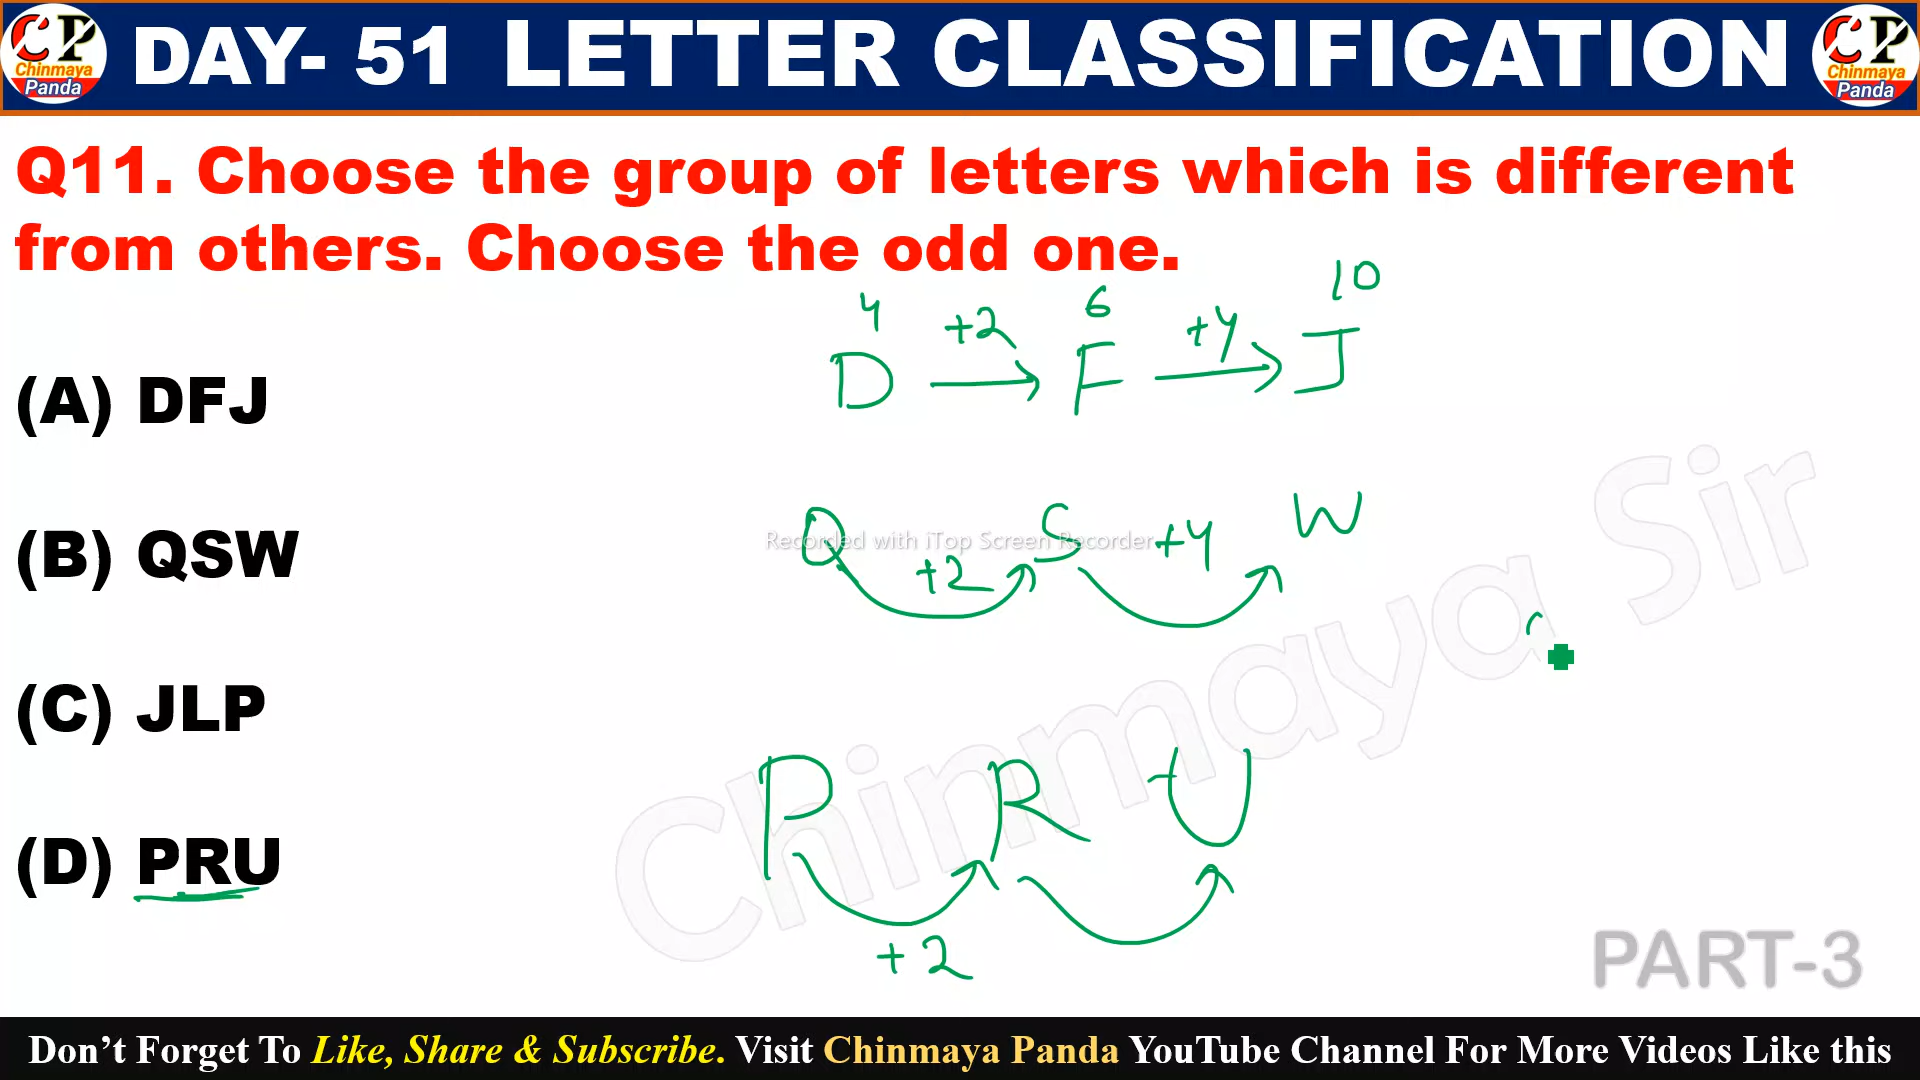 CP Chinmaya Panda DAY- 51 LETTER CLASSIFICATION CP Chinmaya Panda
Q11. Choose the group of letters which is different
from others. Choose the odd one.
4 +2 6 +4 10
D F J
(A) DFJ
Q +2 S +4 W
Recorded with iTop Screen Recorder
(B) QSW
(C) JLP
P R U
(D) PRU
+2
Chinmaya Sir
PART-3
Don't Forget To Like, Share & Subscribe. Visit Chinmaya Panda YouTube Channel For More Videos Like this